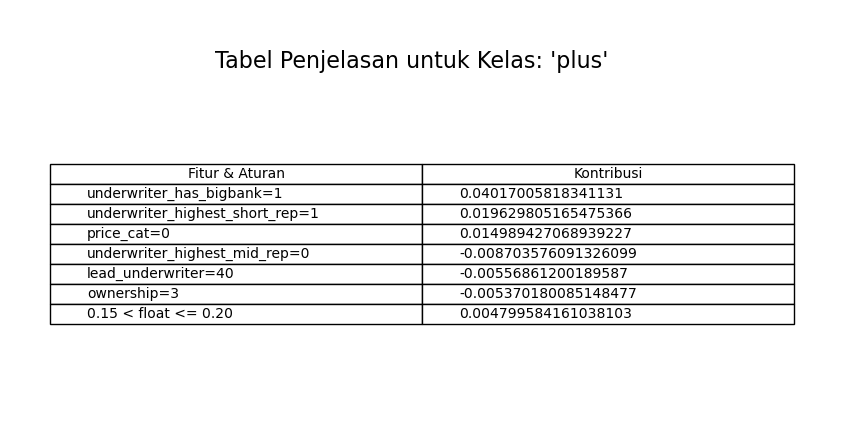 Tabel Penjelasan untuk Kelas: 'plus'
Fitur & Aturan Kontribusi
underwriter_has_bigbank=1 0.04017005818341131
underwriter_highest_short_rep=1 0.019629805165475366
price_cat=0 0.014989427068939227
underwriter_highest_mid_rep=0 -0.008703576091326099
lead_underwriter=40 -0.00556861200189587
ownership=3 -0.005370180085148477
0.15 < float <= 0.20 0.004799584161038103